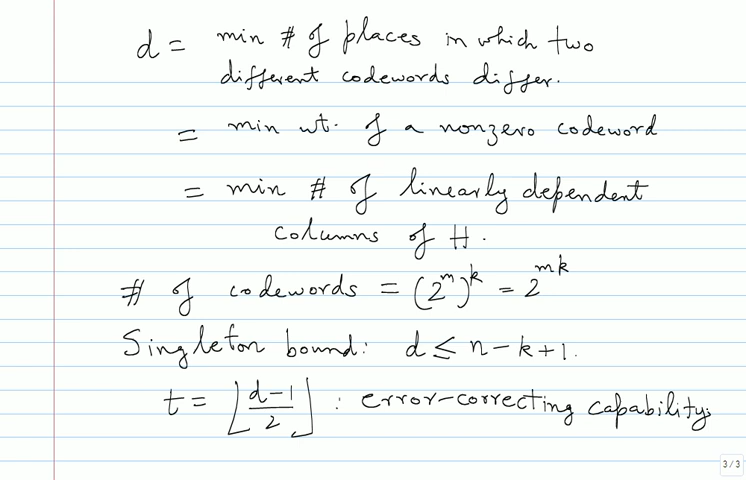 d = min # of places in which two
different codewords differ.
= min wt. of a nonzero codeword
= min # of linearly dependent
columns of H.
# of codewords = (2^m)^k = 2^{mk}
Singleton bound: d ≤ n-k+1.
t = ⌊(d-1)/2⌋ : error-correcting capability.
3/3